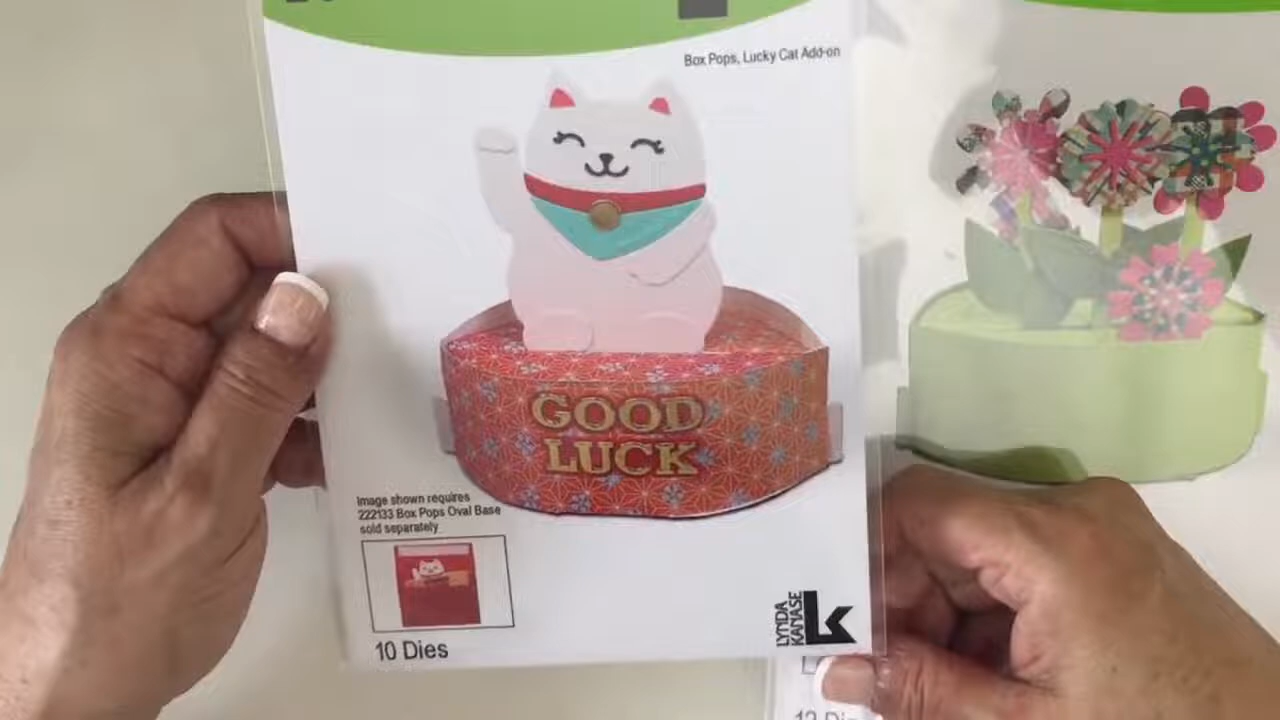 Box Pops, Lucky Cat Add-on
GOOD
LUCK
Image shown requires
222133 Box Pops Oval Base
sold separately
10 Dies
LYNDA
KANASE